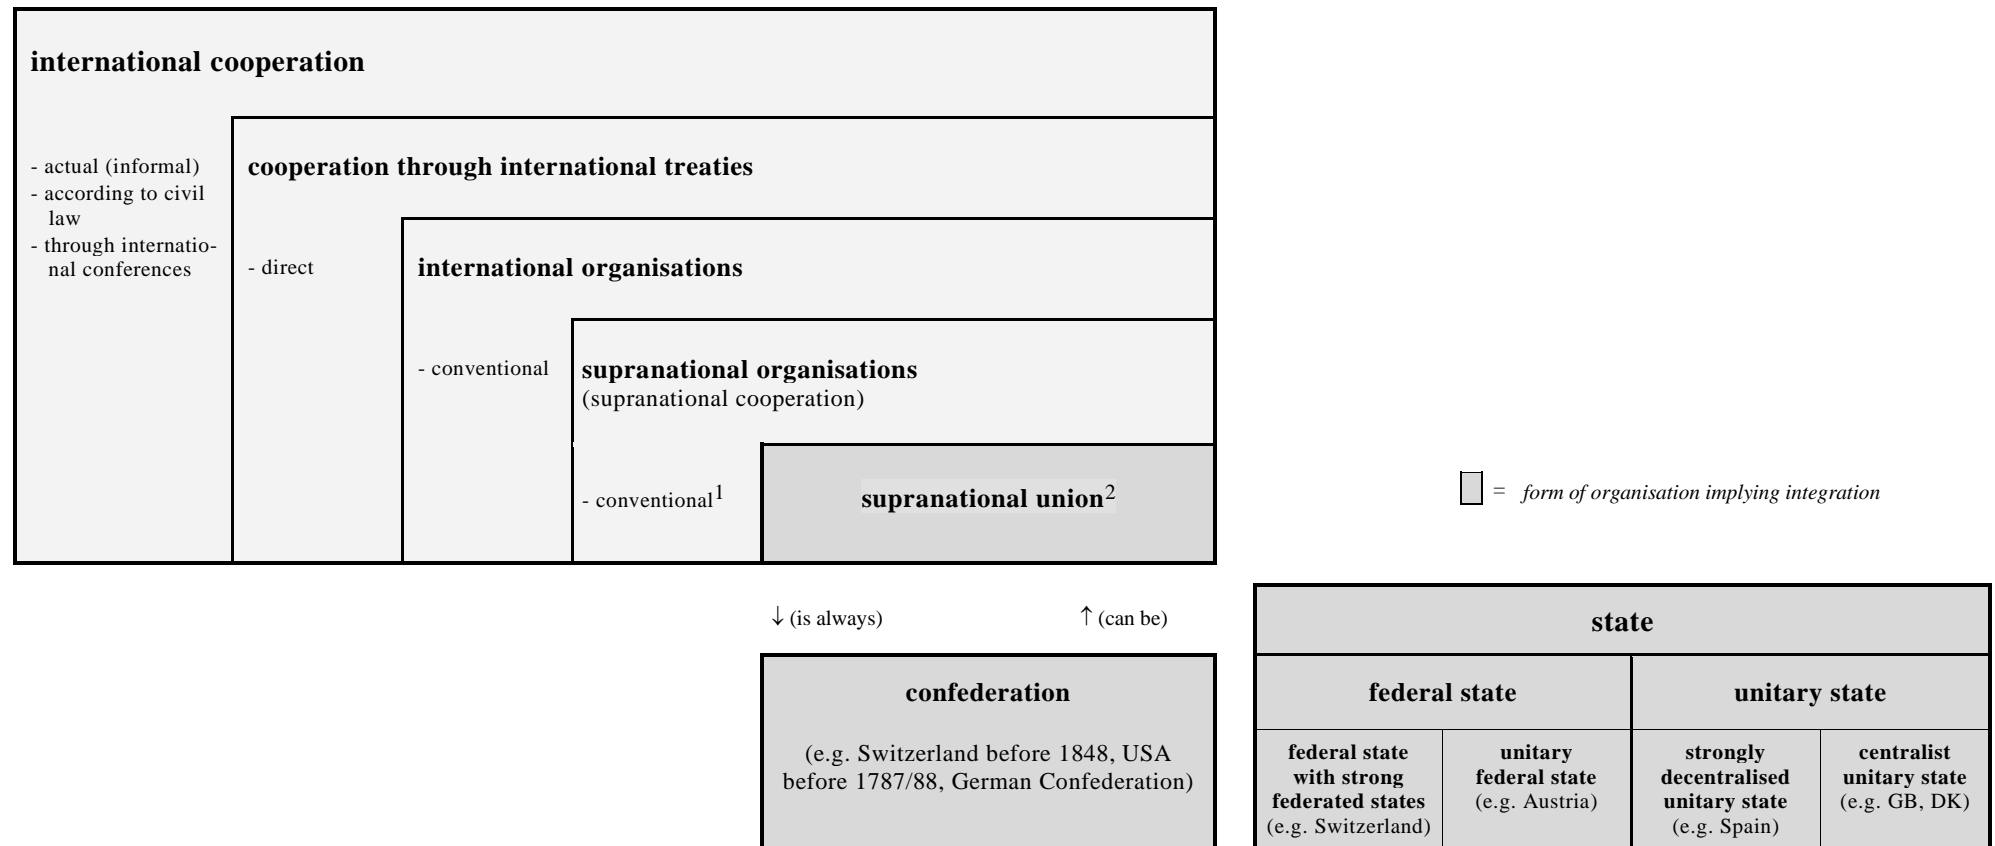 international cooperation
- actual (informal)
- according to civil
law
- through internatio-
nal conferences
cooperation through international treaties
- direct
international organisations
- conventional
supranational organisations
(supranational cooperation)
- conventional1
supranational union2
= form of organisation implying integration
↓ (is always)
↑ (can be)
confederation
(e.g. Switzerland before 1848, USA
before 1787/88, German Confederation)
state
federal state
unitary state
federal state
with strong
federated states
(e.g. Switzerland)
unitary
federal state
(e.g. Austria)
strongly
decentralised
unitary state
(e.g. Spain)
centralist
unitary state
(e.g. GB, DK)